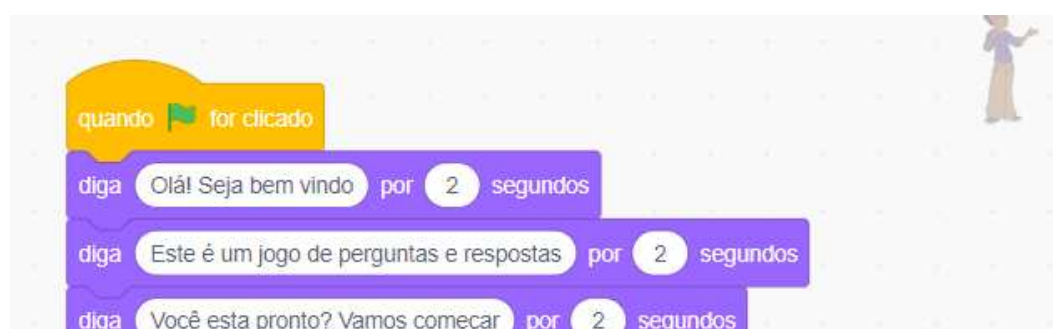 quando for clicado
diga Olá! Seja bem vindo por 2 segundos
diga Este é um jogo de perguntas e respostas por 2 segundos
diga Você esta pronto? Vamos começar por 2 segundos